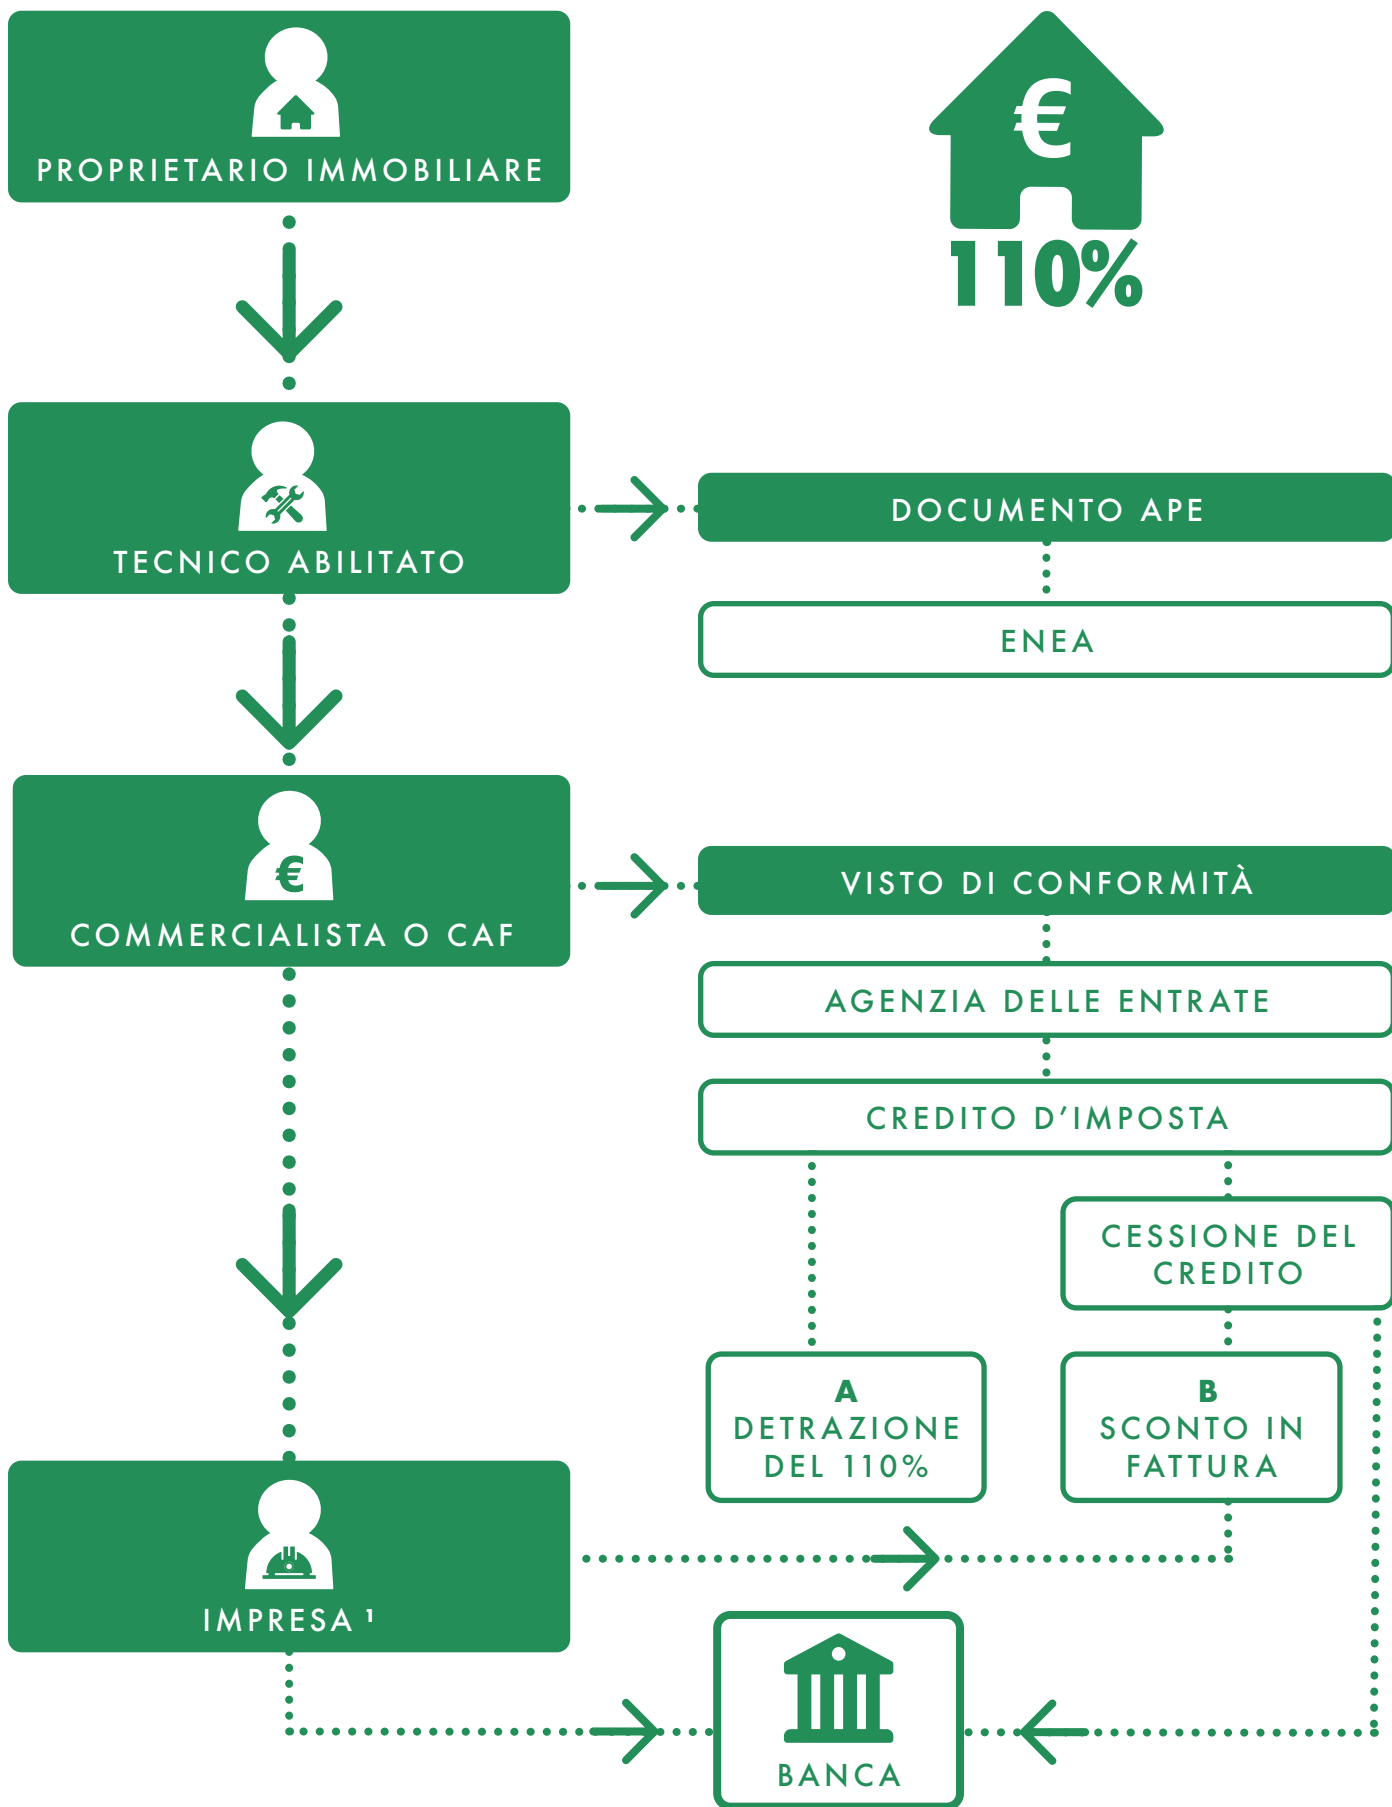 PROPRIETARIO IMMOBILIARE
€
110%
TECNICO ABILITATO
DOCUMENTO APE
ENEA
€
COMMERCIALISTA O CAF
VISTO DI CONFORMITÀ
AGENZIA DELLE ENTRATE
CREDITO D’IMPOSTA
CESSIONE DEL
CREDITO
A
DETRAZIONE
DEL 110%
B
SCONTO IN
FATTURA
IMPRESA ¹
BANCA